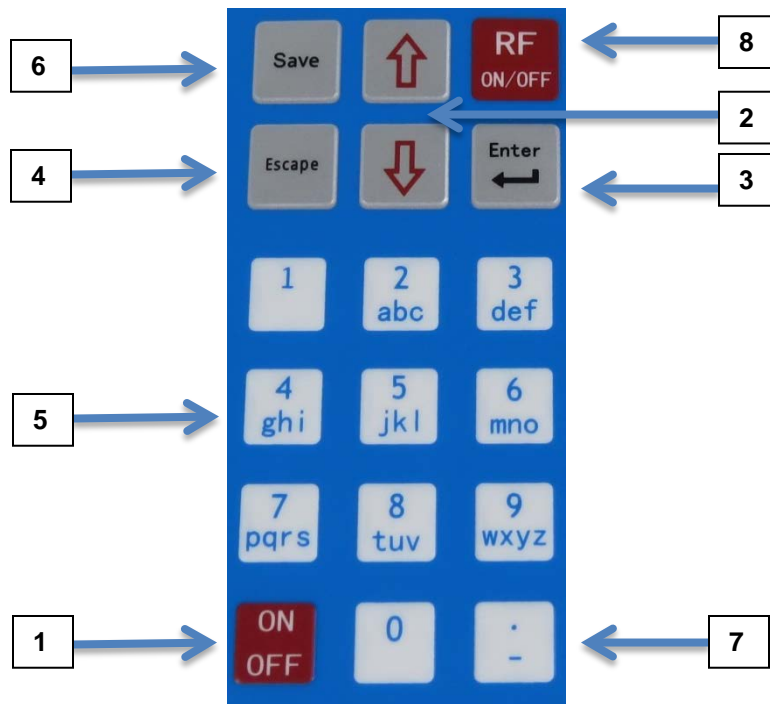 6
Save
RF
ON/OFF
8
2
4
Escape
Enter
3
1
2
abc
3
def
5
4
ghi
5
jkl
6
mno
7
pqrs
8
tuv
9
wxyz
1
ON
OFF
0
.
-
7